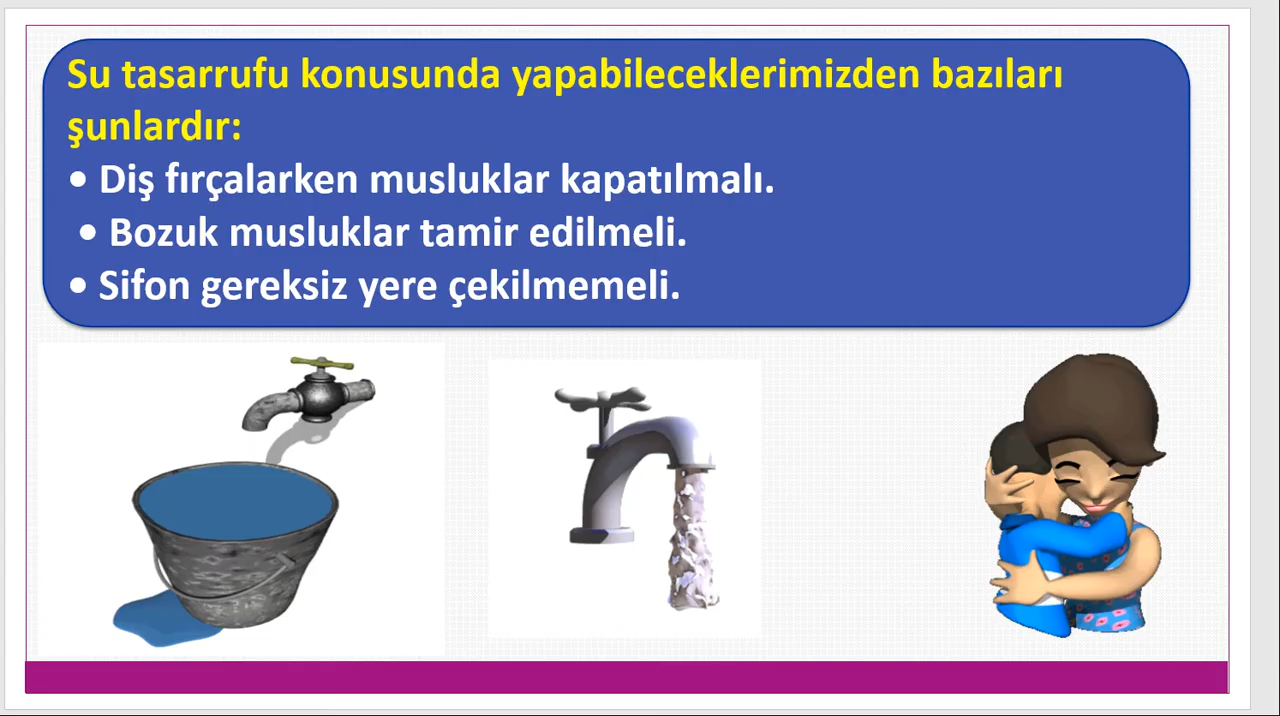 Su tasarrufu konusunda yapabileceklerimizden bazıları
şunlardır:
• Diş fırçalarken musluklar kapatılmalı.
• Bozuk musluklar tamir edilmeli.
• Sifon gereksiz yere çekilmemeli.